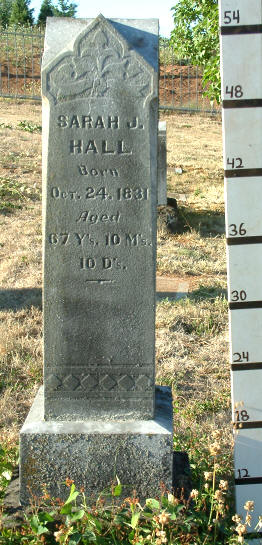 SARAH J.
HALL
Born
OCT. 24, 1831
Aged
67 Y's. 10 M's.
10 D's.
54
48
42
36
30
24
18
12